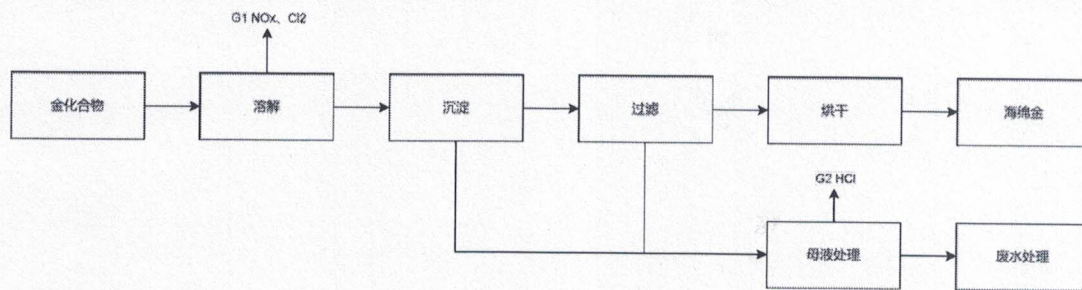 G1 NOx、Cl2
金化合物
溶解
沉淀
过滤
烘干
海绵金
G2 HCl
母液处理
废水处理